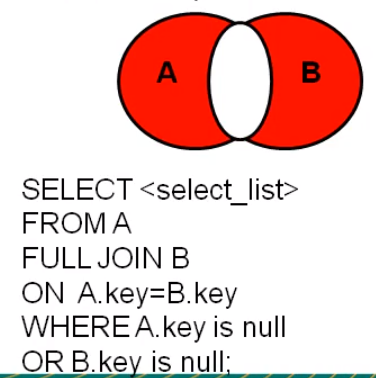 A B
SELECT <select_list>
FROM A
FULL JOIN B
ON A.key=B.key
WHERE A.key is null
OR B.key is null;